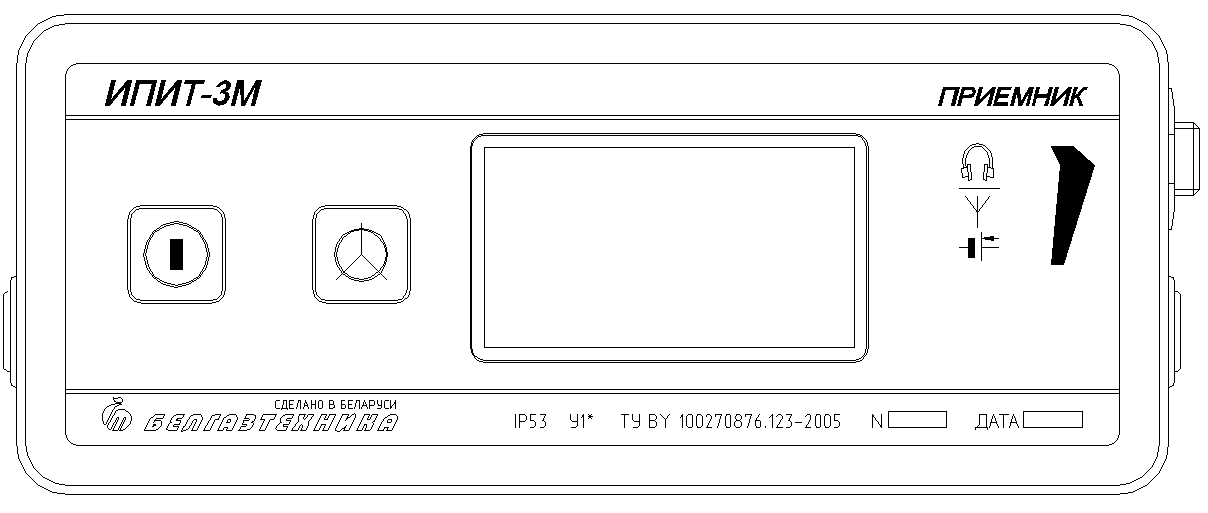 ИПИТ-3М ПРИЕМНИК
СДЕЛАНО В БЕЛАРУСИ
БЕЛГАЗТЕХНИКА
IP53 У1* ТУ BY 100270876.123-2005 N ДАТА